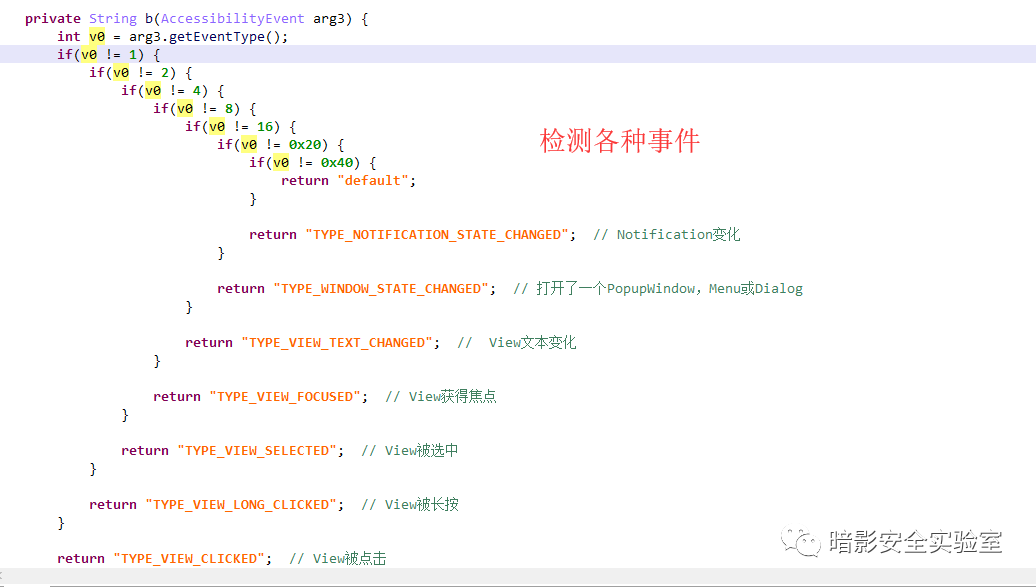 private String b(AccessibilityEvent arg3) {
int v0 = arg3.getEventType();
if(v0 != 1) {
if(v0 != 2) {
if(v0 != 4) {
if(v0 != 8) {
if(v0 != 16) {
if(v0 != 0x20) {
if(v0 != 0x40) {
return "default";
}
return "TYPE_NOTIFICATION_STATE_CHANGED";  // Notification变化
}
return "TYPE_WINDOW_STATE_CHANGED";  // 打开了一个PopupWindow，Menu或Dialog
}
return "TYPE_VIEW_TEXT_CHANGED";  //  View文本变化
}
return "TYPE_VIEW_FOCUSED";  // View获得焦点
}
return "TYPE_VIEW_SELECTED";  // View被选中
}
return "TYPE_VIEW_LONG_CLICKED";  // View被长按
}
return "TYPE_VIEW_CLICKED";  // View被点击
检测各种事件
暗影安全实验室